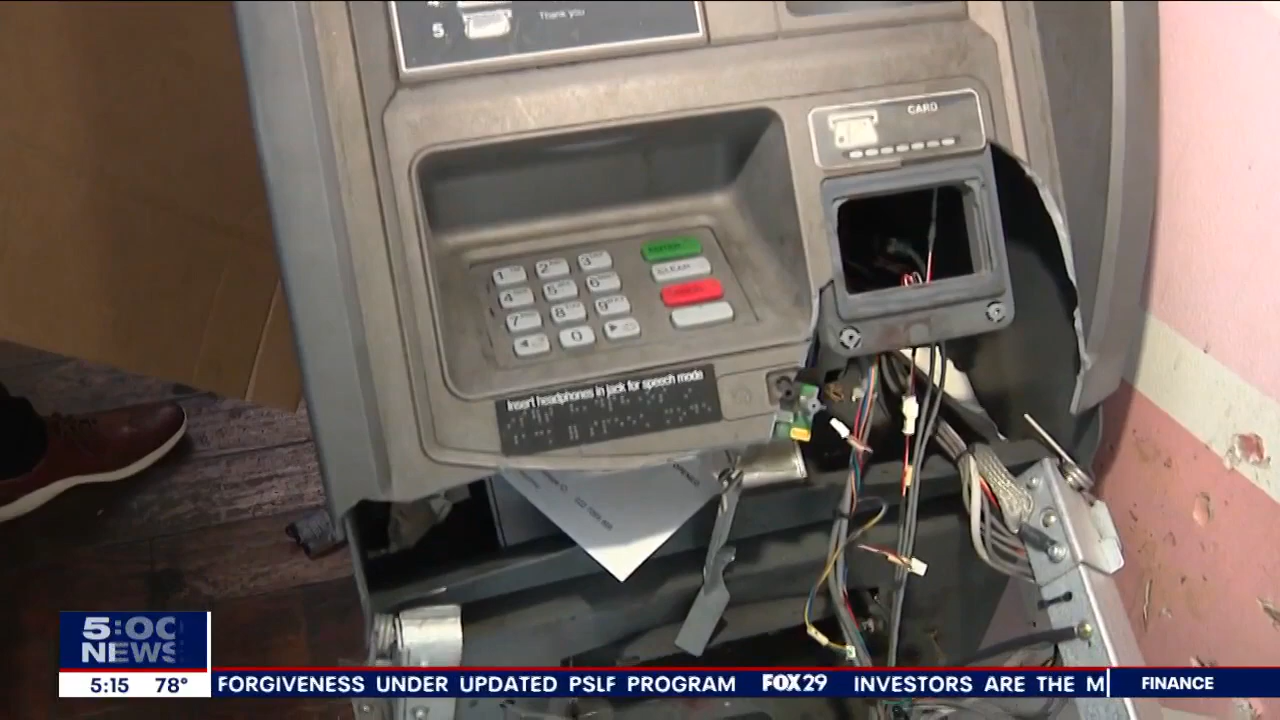 5
Thank you
CARD
ENTER
CLEAR
1
2
3
4
5
6
7
8
9
0
Insert headphones in jack for speech mode
5:00
NEWS
5:15 78°
FORGIVENESS UNDER UPDATED PSLF PROGRAM FOX 29 INVESTORS ARE THE M
FINANCE